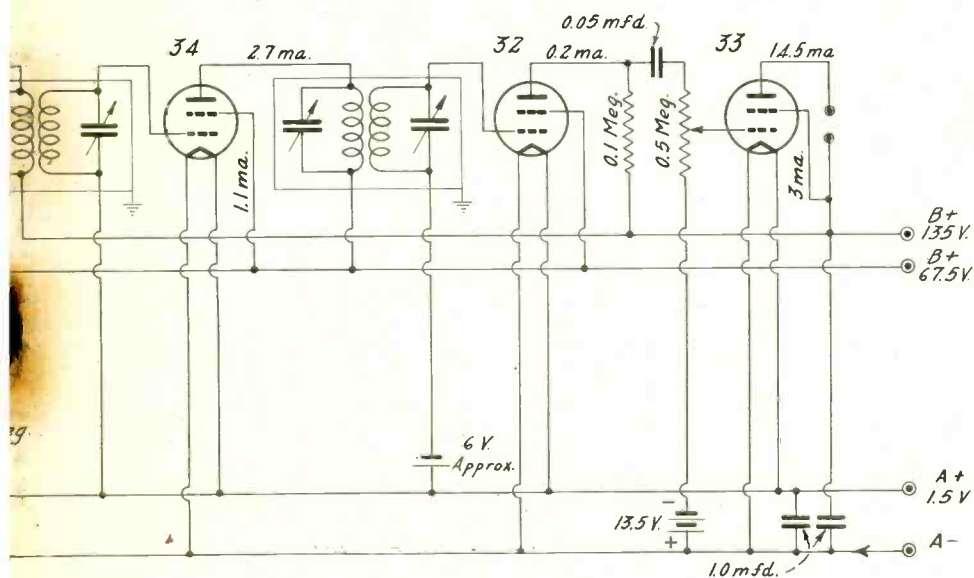 0.05 mfd.
34
2.7 ma.
32
0.2 ma.
33
14.5 ma
1.1 ma.
0.1 Meg.
0.5 Meg.
3 ma.
B+
135 V.
B+
67.5 V.
6 V.
Approx.
A+
1.5 V
-
13.5 V.
+
A-
1.0 mfd.